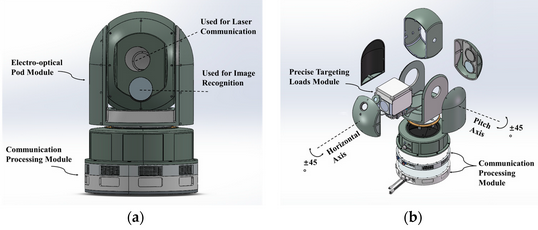 Used for Laser
Communication
Electro-optical
Pod Module
Used for Image
Recognition
Communication
Processing Module
(a)
Precise Targeting
Loads Module
Pitch
Axis
±45
°
Horizontal
Axis
±45
°
Communication
Processing
Module
(b)